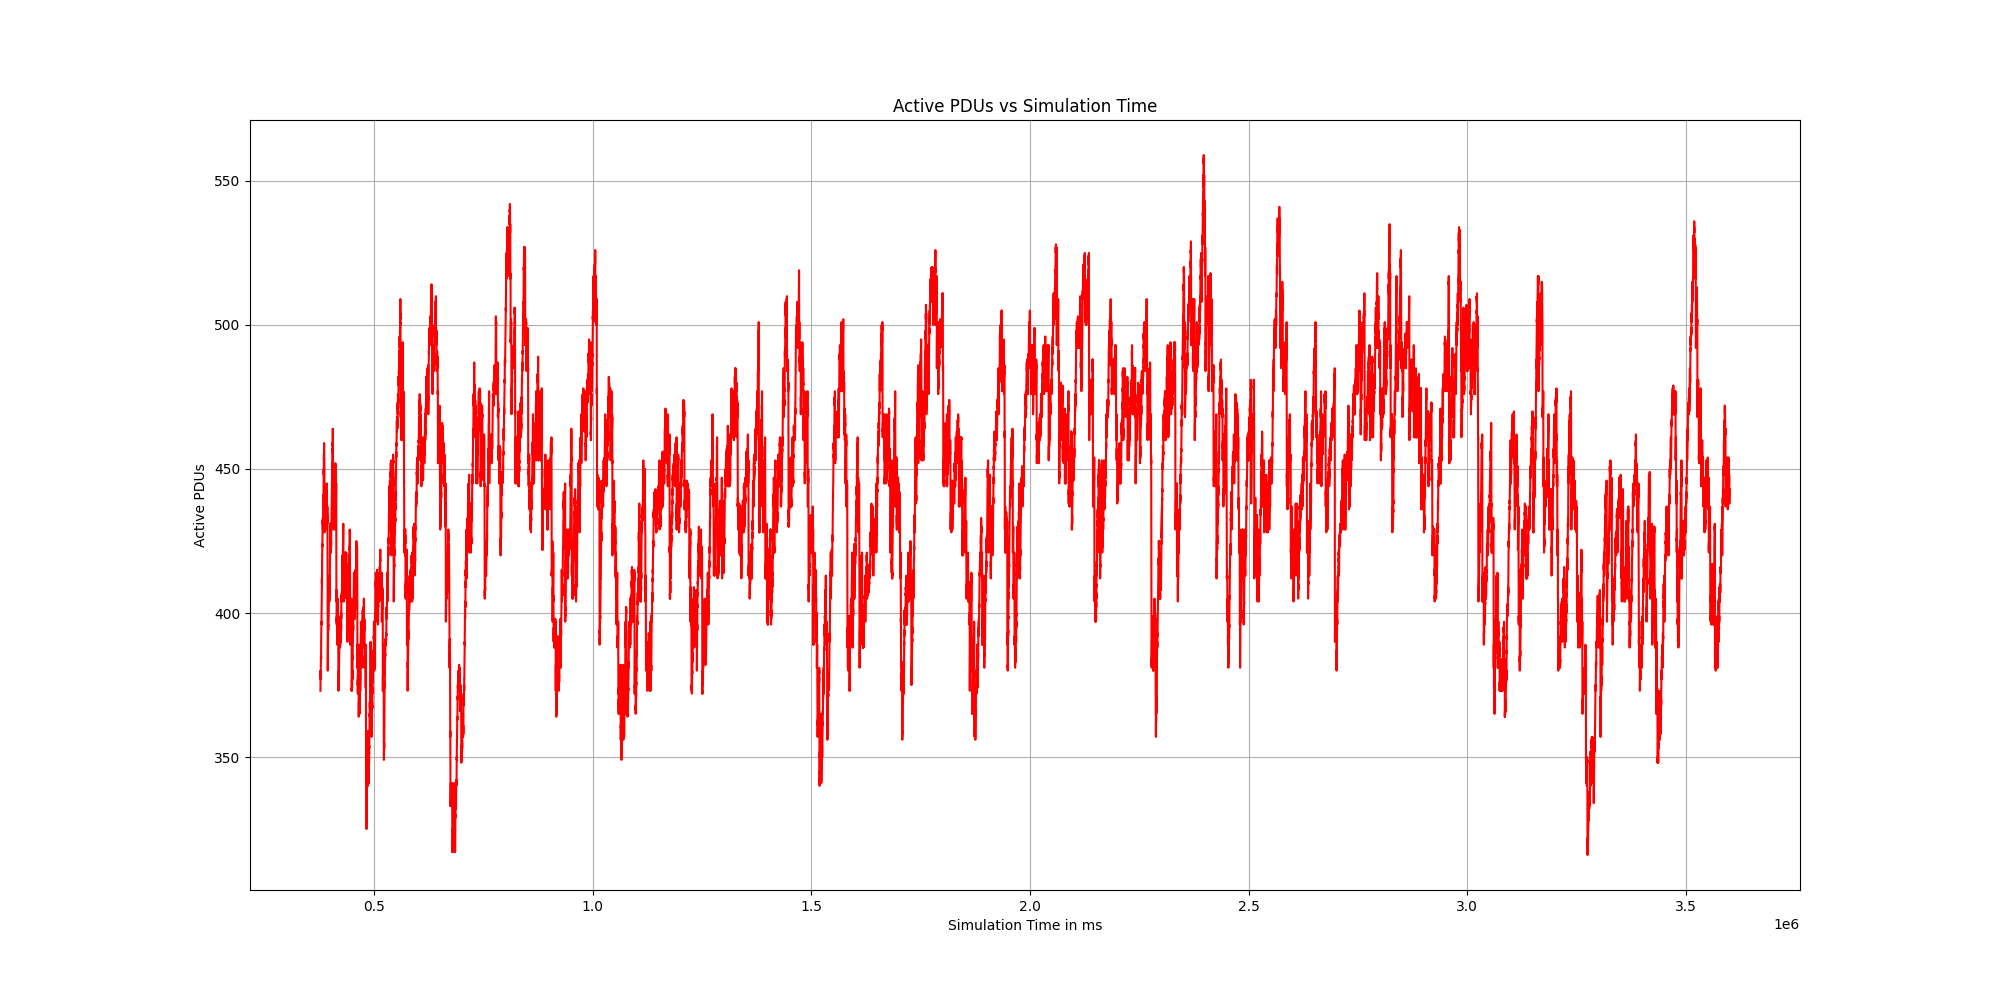 Active PDUs vs Simulation Time
Active PDUs
550
500
450
400
350
0.5 1.0 1.5 2.0 2.5 3.0 3.5
1e6
Simulation Time in ms